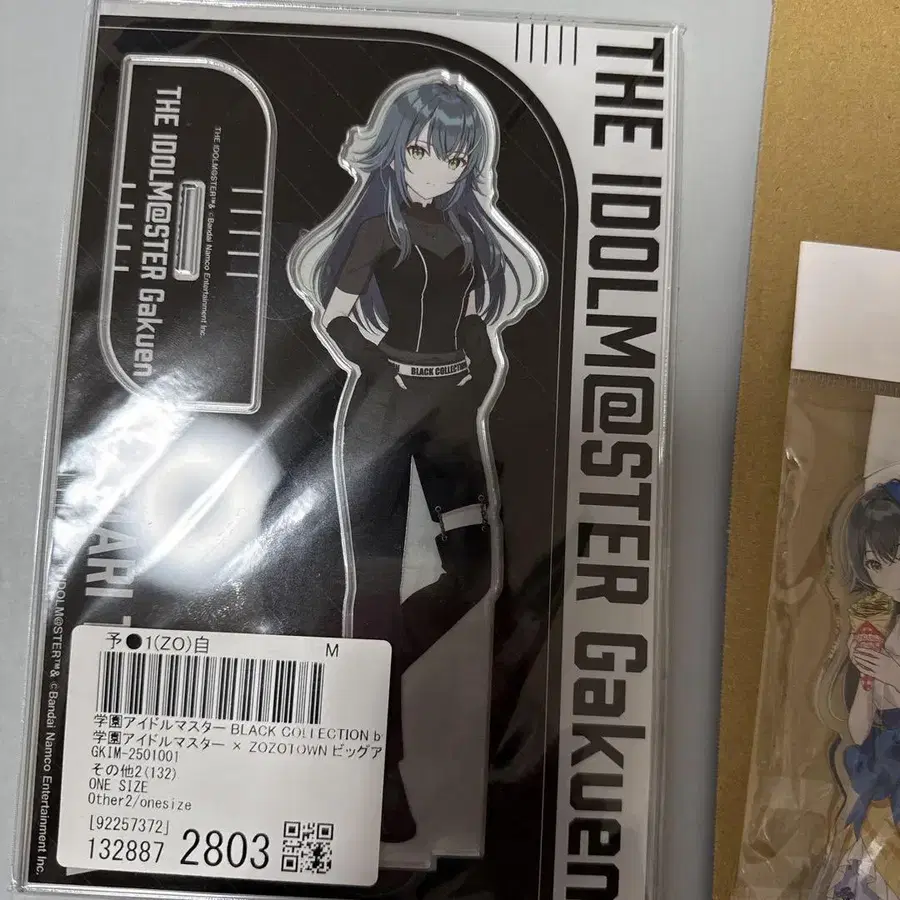 THE IDOLM@STER Gakuen
THE IDOLM@STER™& ©Bandai Namco Entertainment Inc.
THE IDOLM@STER Gakuen
BLACK COLLECTION
ARI
IDOLM@STER™& ©Bandai Namco Entertainment Inc.
予●1(ZO)自 M
学園アイドルマスター BLACK COLLECTION b
学園アイドルマスター × ZOZOTOWN ビッグア
GKIM-2501001
その他2(132)
ONE SIZE
Other2/onesize
[92257372]
132887 2803